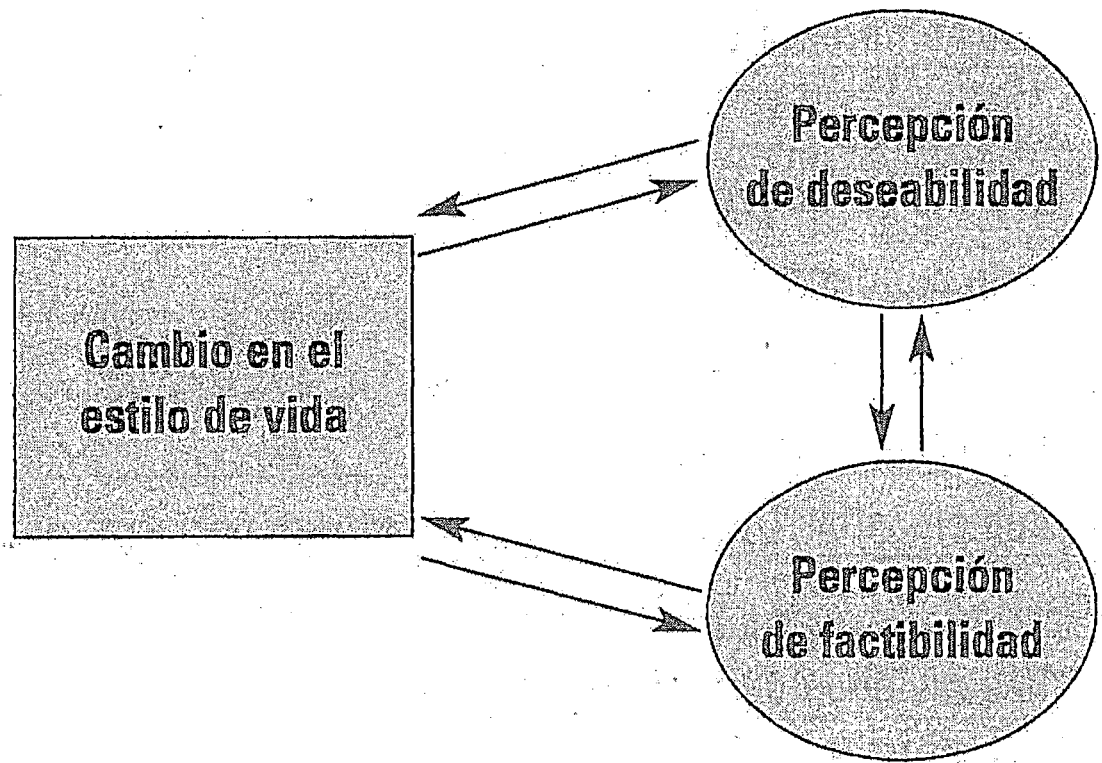 Percepción
de deseabilidad
Cambio en el
estilo de vida
Percepción
de factibilidad